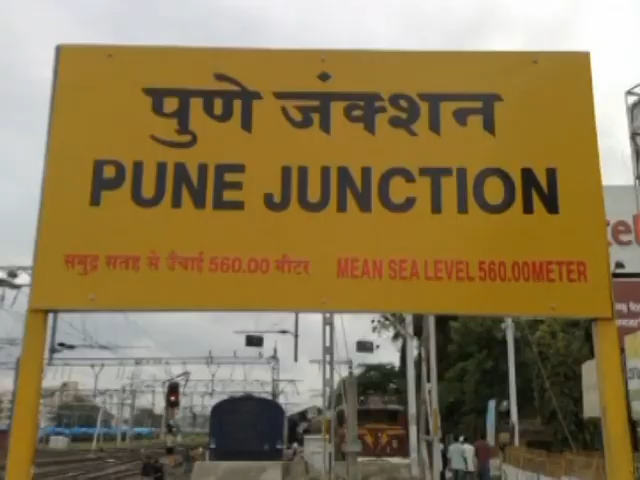 पुणे जंक्शन
PUNE JUNCTION
समुद्र सतह से उँचाई 560.00 मीटर MEAN SEA LEVEL 560.00METER